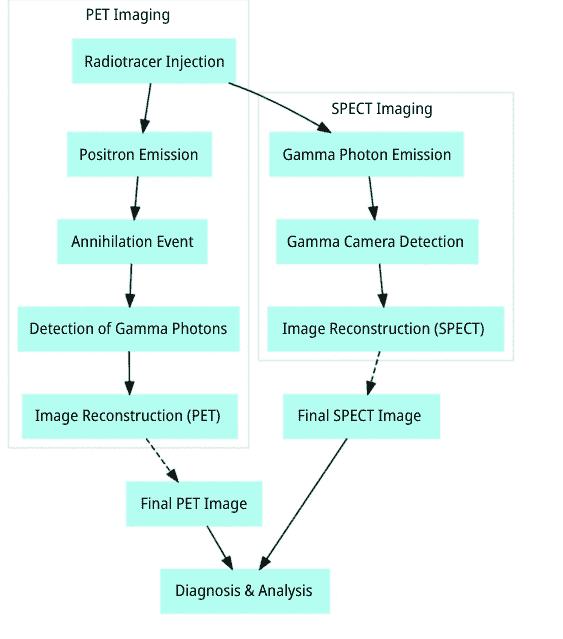 PET Imaging
Radiotracer Injection
SPECT Imaging
Positron Emission
Gamma Photon Emission
Annihilation Event
Gamma Camera Detection
Detection of Gamma Photons
Image Reconstruction (SPECT)
Image Reconstruction (PET)
Final SPECT Image
Final PET Image
Diagnosis & Analysis